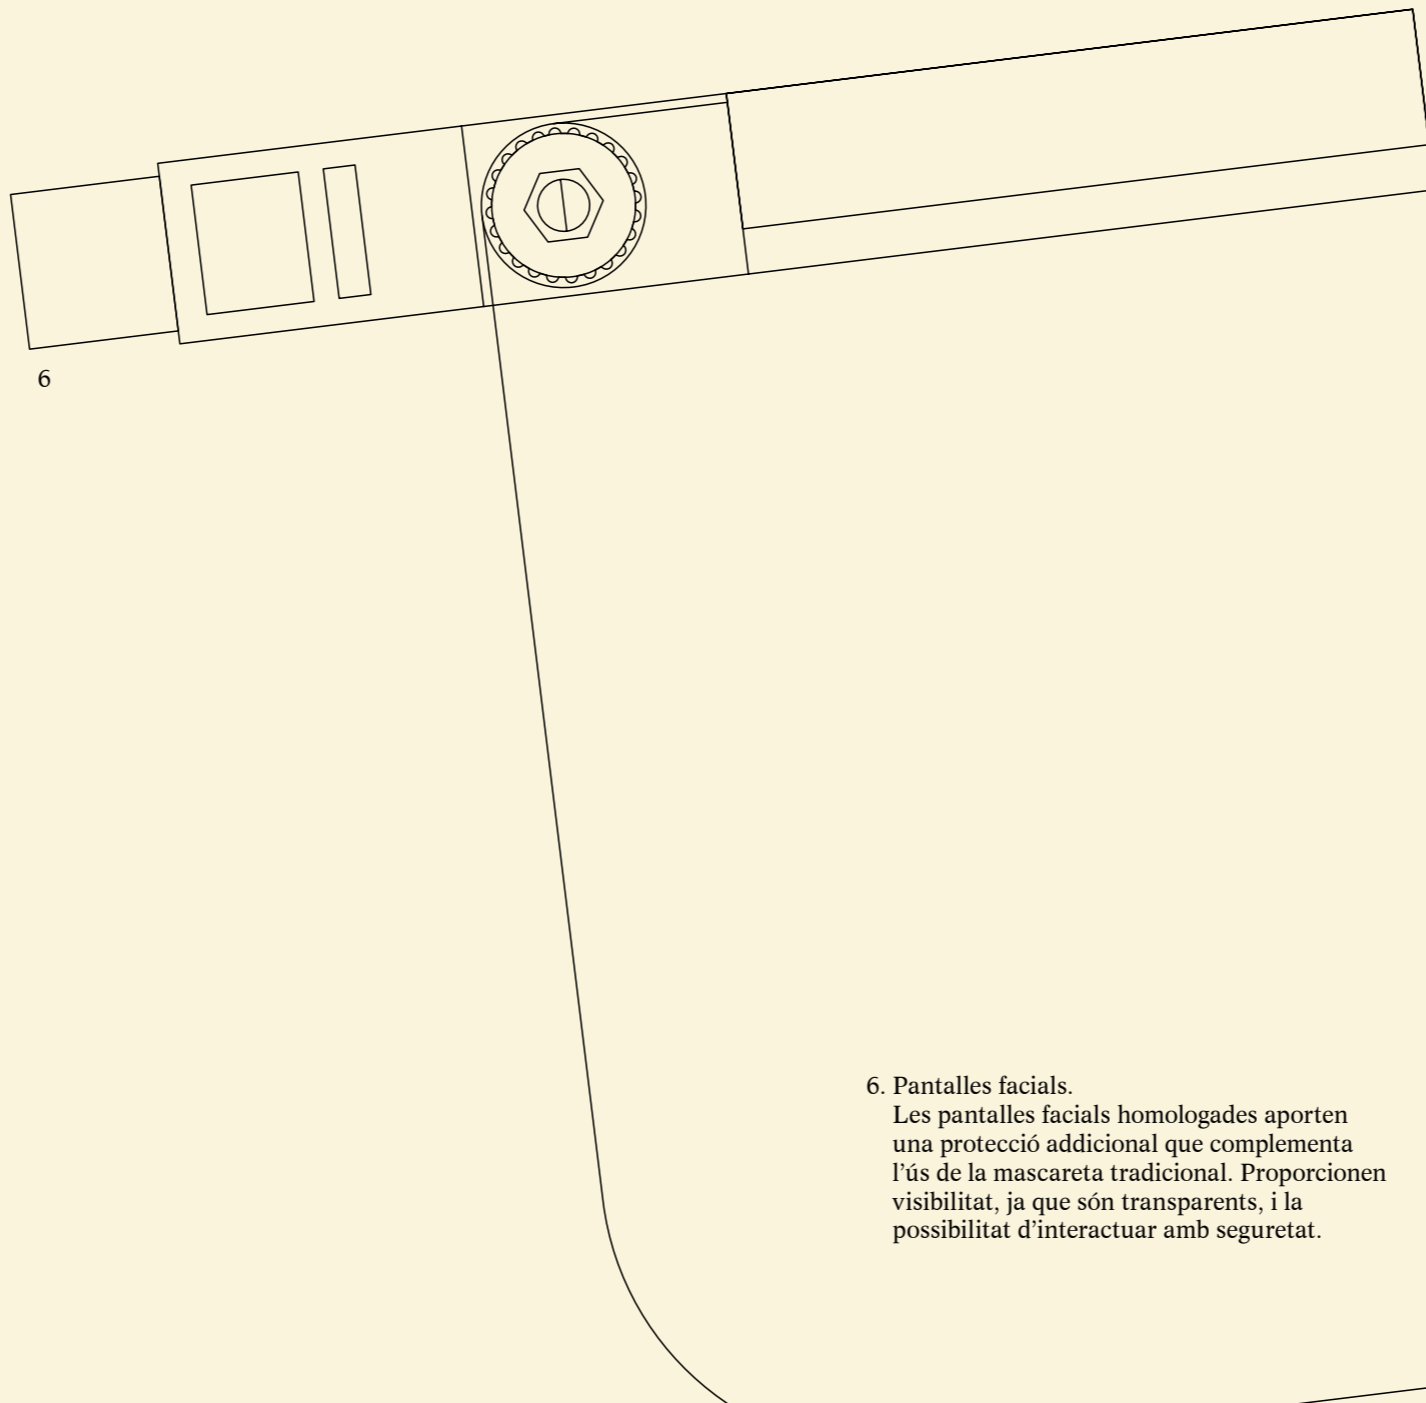 6
6. Pantalles facials.
Les pantalles facials homologades aporten
una protecció addicional que complementa
l’ús de la mascareta tradicional. Proporcionen
visibilitat, ja que són transparents, i la
possibilitat d’interactuar amb seguretat.